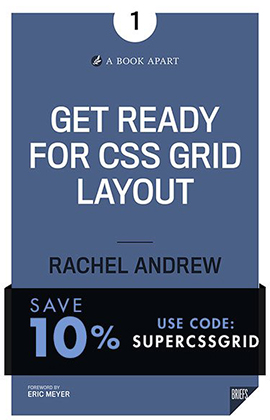 1
A BOOK APART
GET READY
FOR CSS GRID
LAYOUT
RACHEL ANDREW
SAVE
10%
USE CODE:
SUPERCSSGRID
FOREWORD BY
ERIC MEYER
BRIEFS